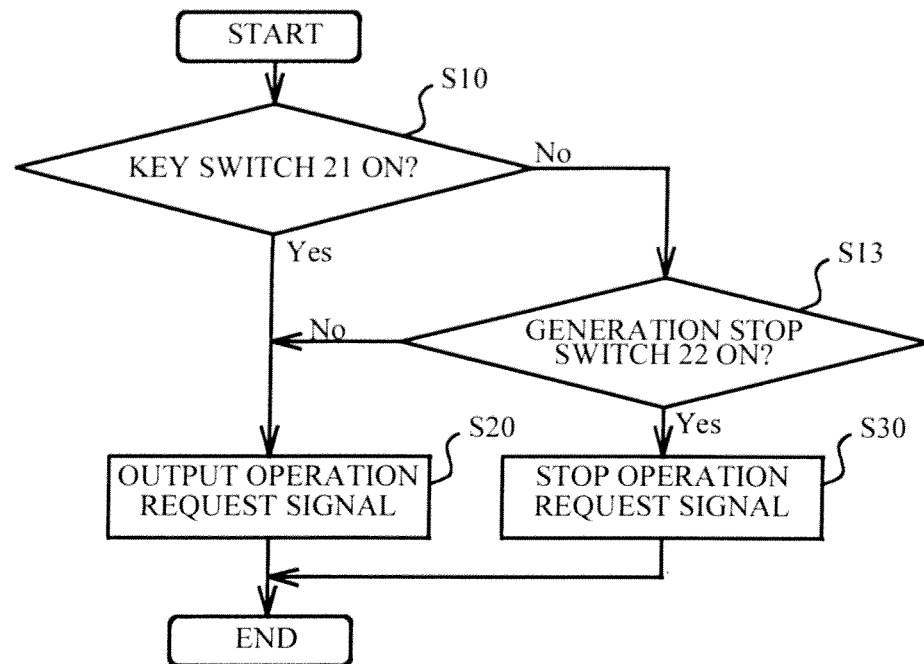 START
S10
KEY SWITCH 21 ON?
No
Yes
S13
GENERATION STOP
SWITCH 22 ON?
No
Yes
S20
OUTPUT OPERATION
REQUEST SIGNAL
S30
STOP OPERATION
REQUEST SIGNAL
END